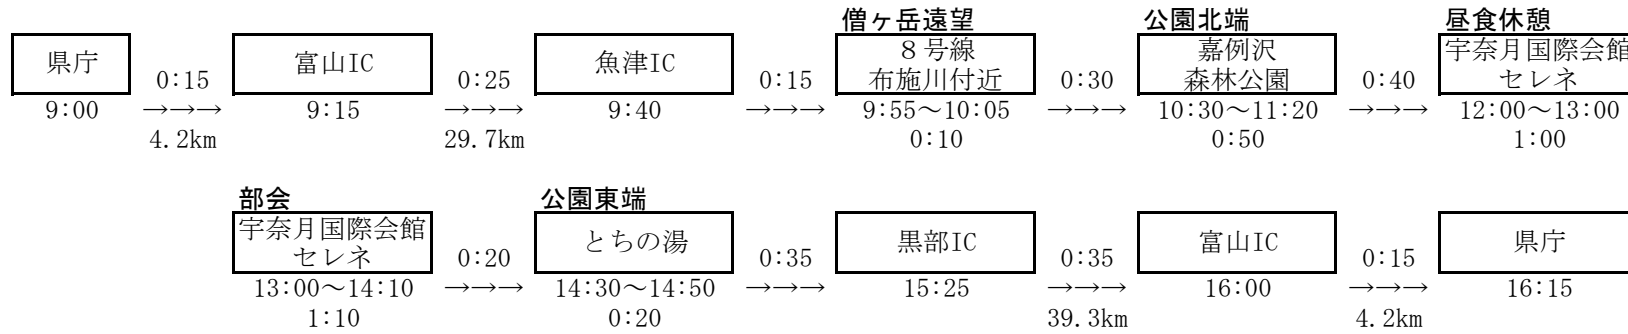 僧ヶ岳遠望
公園北端
昼食休憩
県庁
0:15
富山IC
0:25
魚津IC
0:15
８号線
布施川付近
0:30
嘉例沢
森林公園
0:40
宇奈月国際会館
セレネ
9:00
→→→
9:15
→→→
9:40
→→→
9:55～10:05
→→→
10:30～11:20
→→→
12:00～13:00
4.2km
29.7km
0:10
0:50
1:00
部会
公園東端
宇奈月国際会館
セレネ
0:20
とちの湯
0:35
黒部IC
0:35
富山IC
0:15
県庁
13:00～14:10
→→→
14:30～14:50
→→→
15:25
→→→
16:00
→→→
16:15
1:10
0:20
39.3km
4.2km